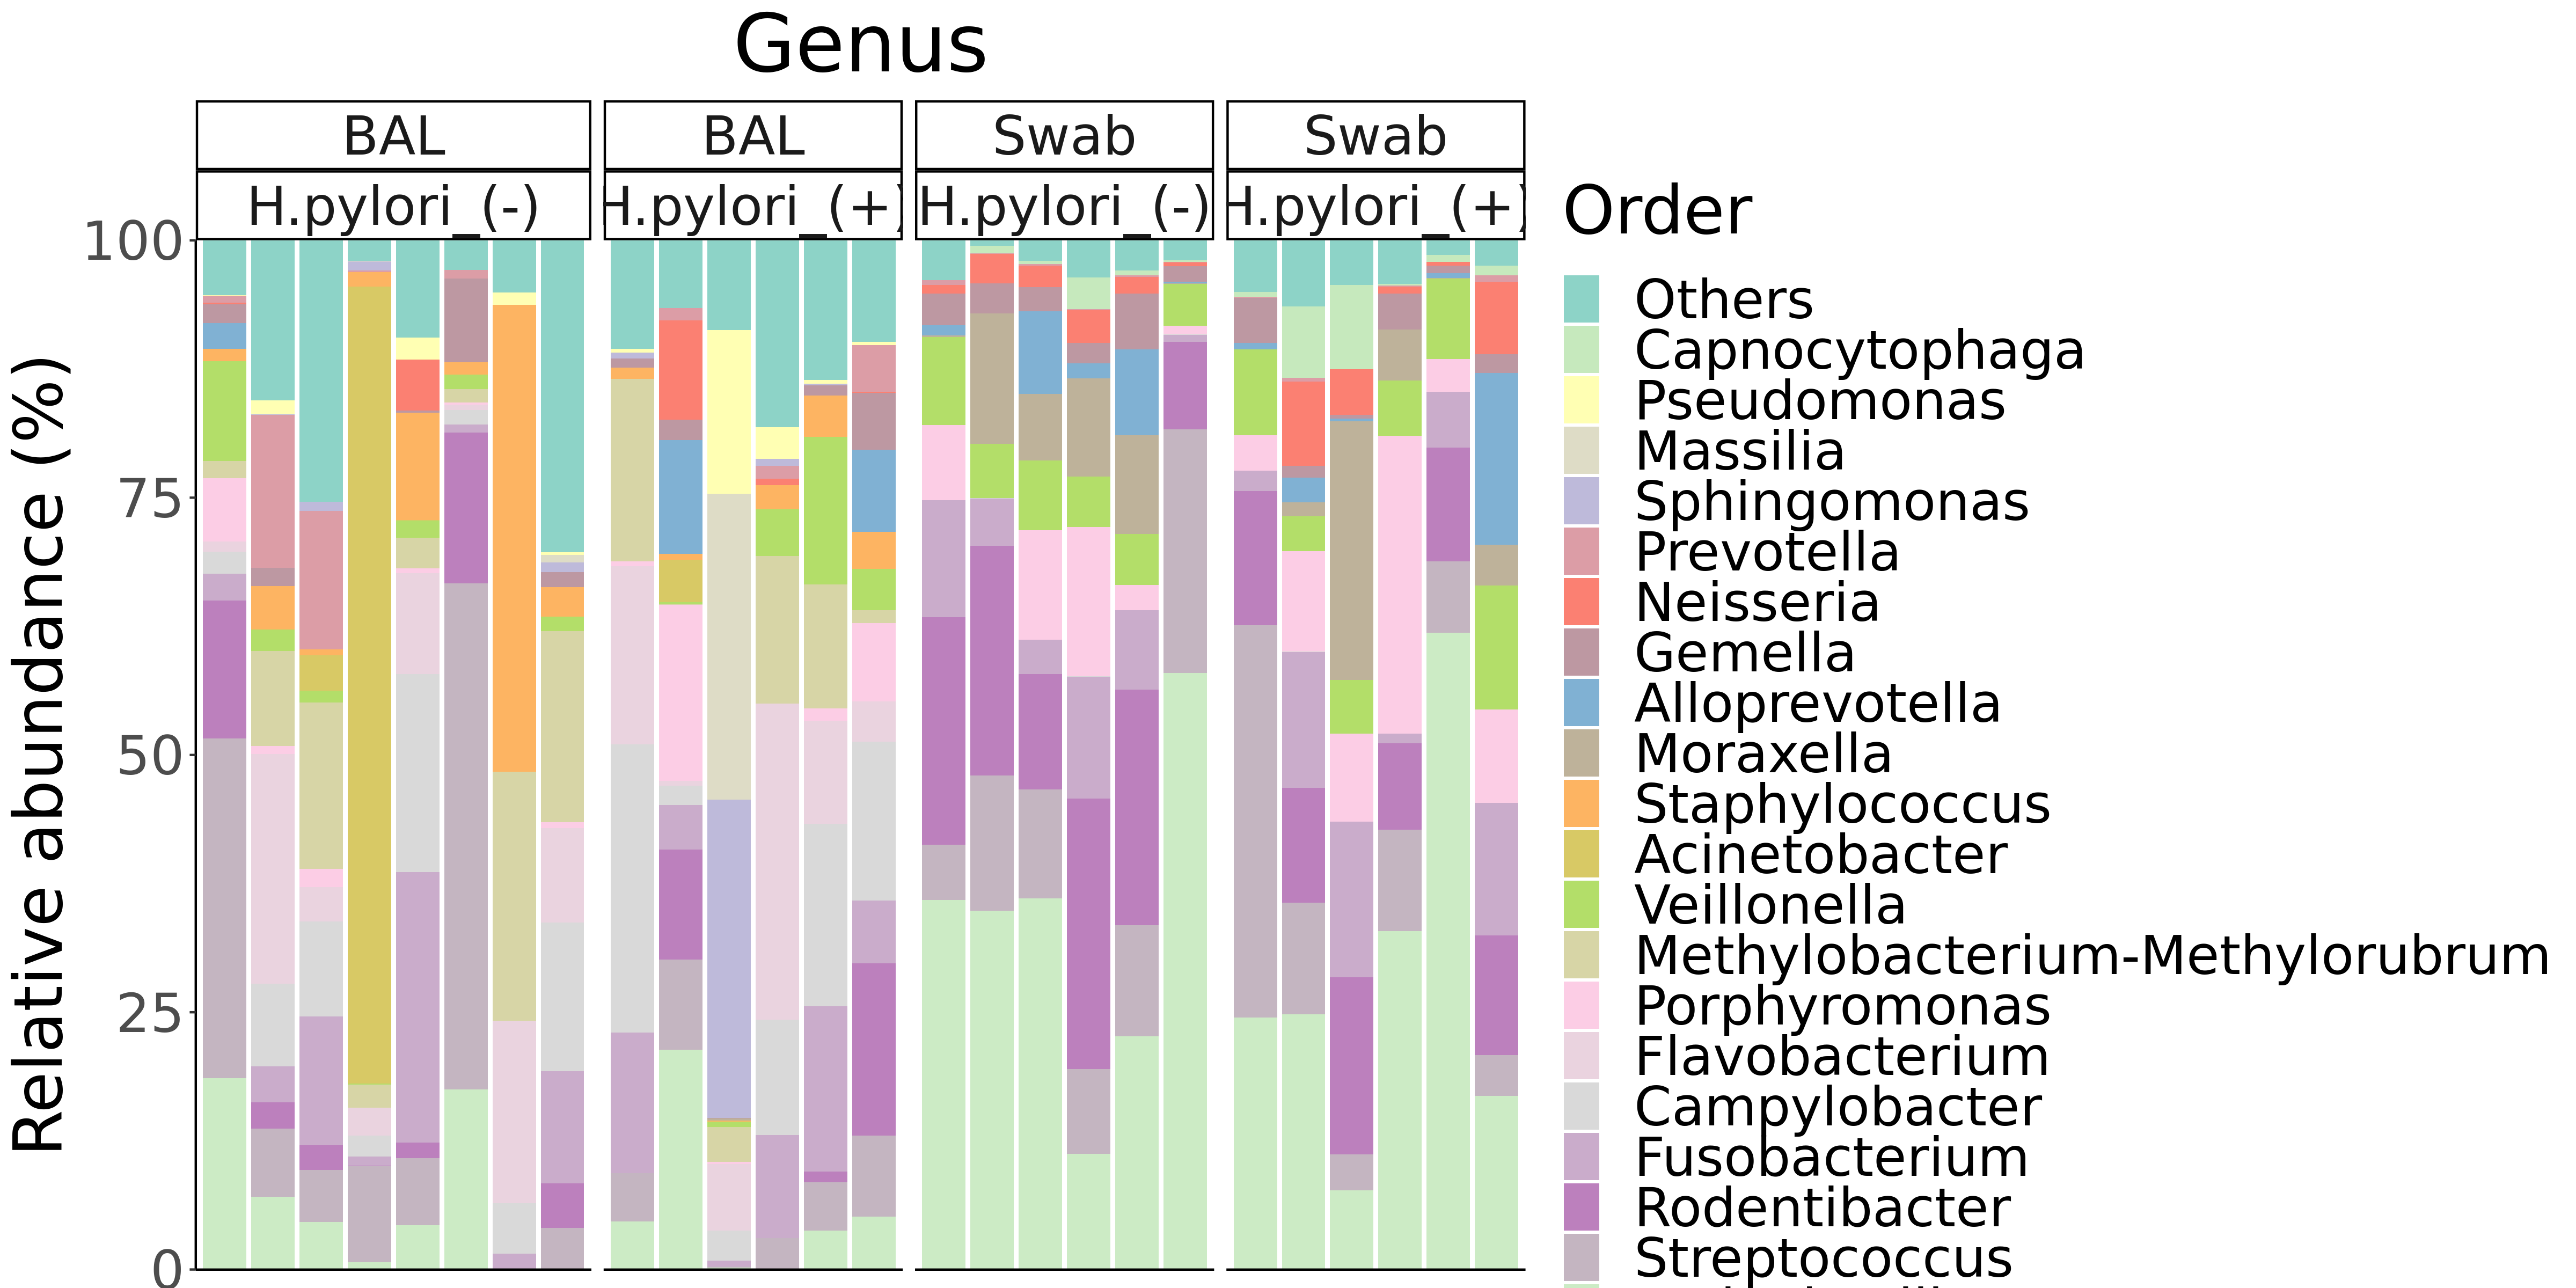 Genus
BAL
BAL
Swab
Swab
H.pylori_(-)
H.pylori_(+)
H.pylori_(-)
H.pylori_(+)
Relative abundance (%)
100
75
50
25
0
Order
Others
Capnocytophaga
Pseudomonas
Massilia
Sphingomonas
Prevotella
Neisseria
Gemella
Alloprevotella
Moraxella
Staphylococcus
Acinetobacter
Veillonella
Methylobacterium-Methylorubrum
Porphyromonas
Flavobacterium
Campylobacter
Fusobacterium
Rodentibacter
Streptococcus